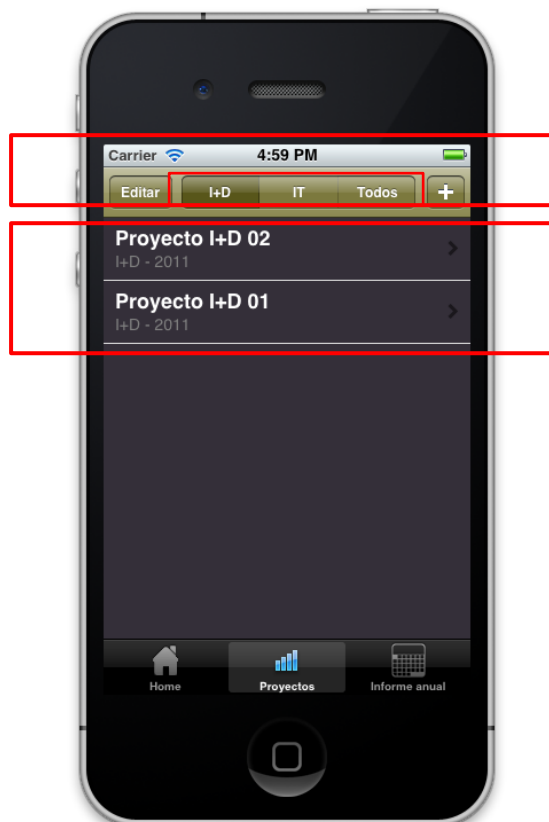 Carrier 4:59 PM
Editar I+D IT Todos +
Proyecto I+D 02
I+D - 2011
Proyecto I+D 01
I+D - 2011
Home Proyectos Informe anual